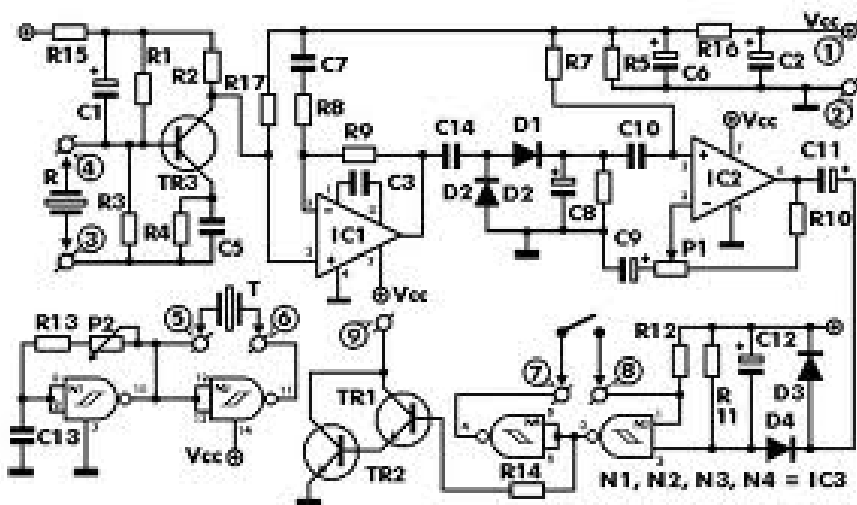 R15 R1 R2 R17 C7 R7 R5 C6 R16 C2 Vcc 1
C1 R8 2
4 R9 C14 D1 C10 Vcc C11
R TR3 C3 D2 D2 IC2
3 R3 R4 C5 IC1 C8 C9 P1 R10
Vcc
R13 P2 5 T 6 9 R12 C12
7 8 R 11 D3
C13 TR1 D4
Vcc TR2 R14
N1, N2, N3, N4 = IC3